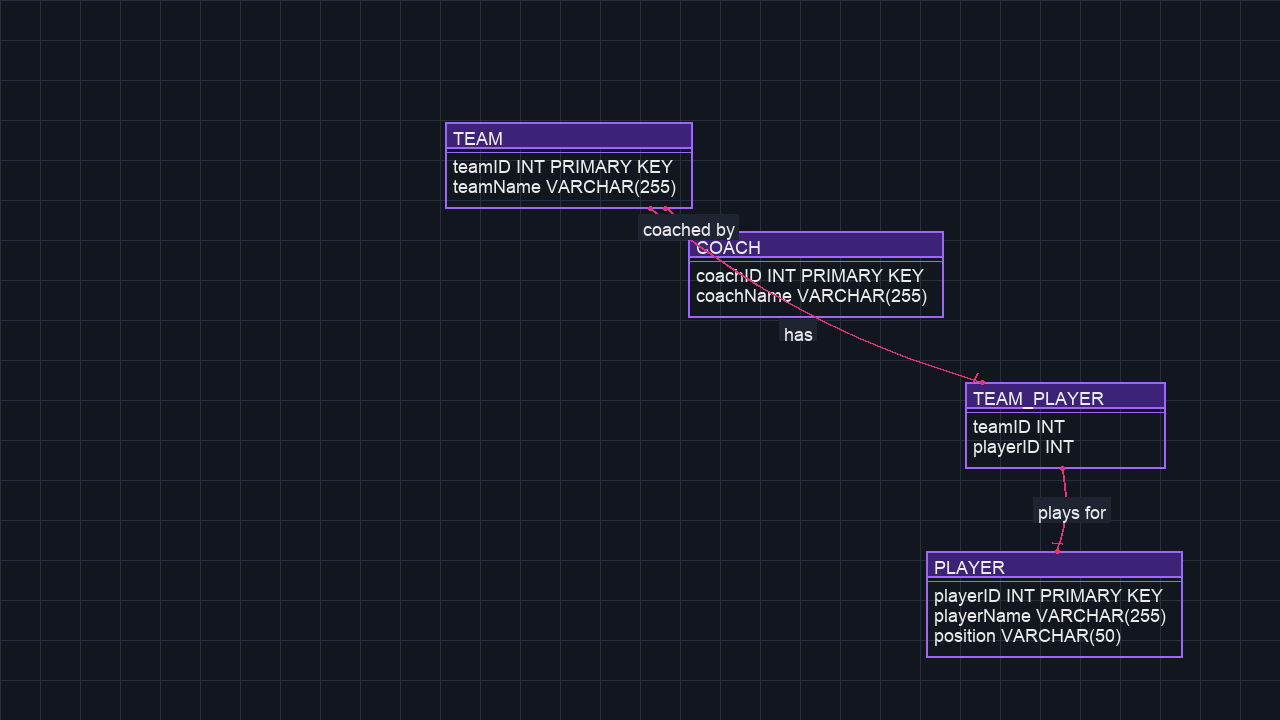 TEAM
teamID INT PRIMARY KEY
teamName VARCHAR(255)
coached by
COACH
coachID INT PRIMARY KEY
coachName VARCHAR(255)
has
TEAM_PLAYER
teamID INT
playerID INT
plays for
PLAYER
playerID INT PRIMARY KEY
playerName VARCHAR(255)
position VARCHAR(50)